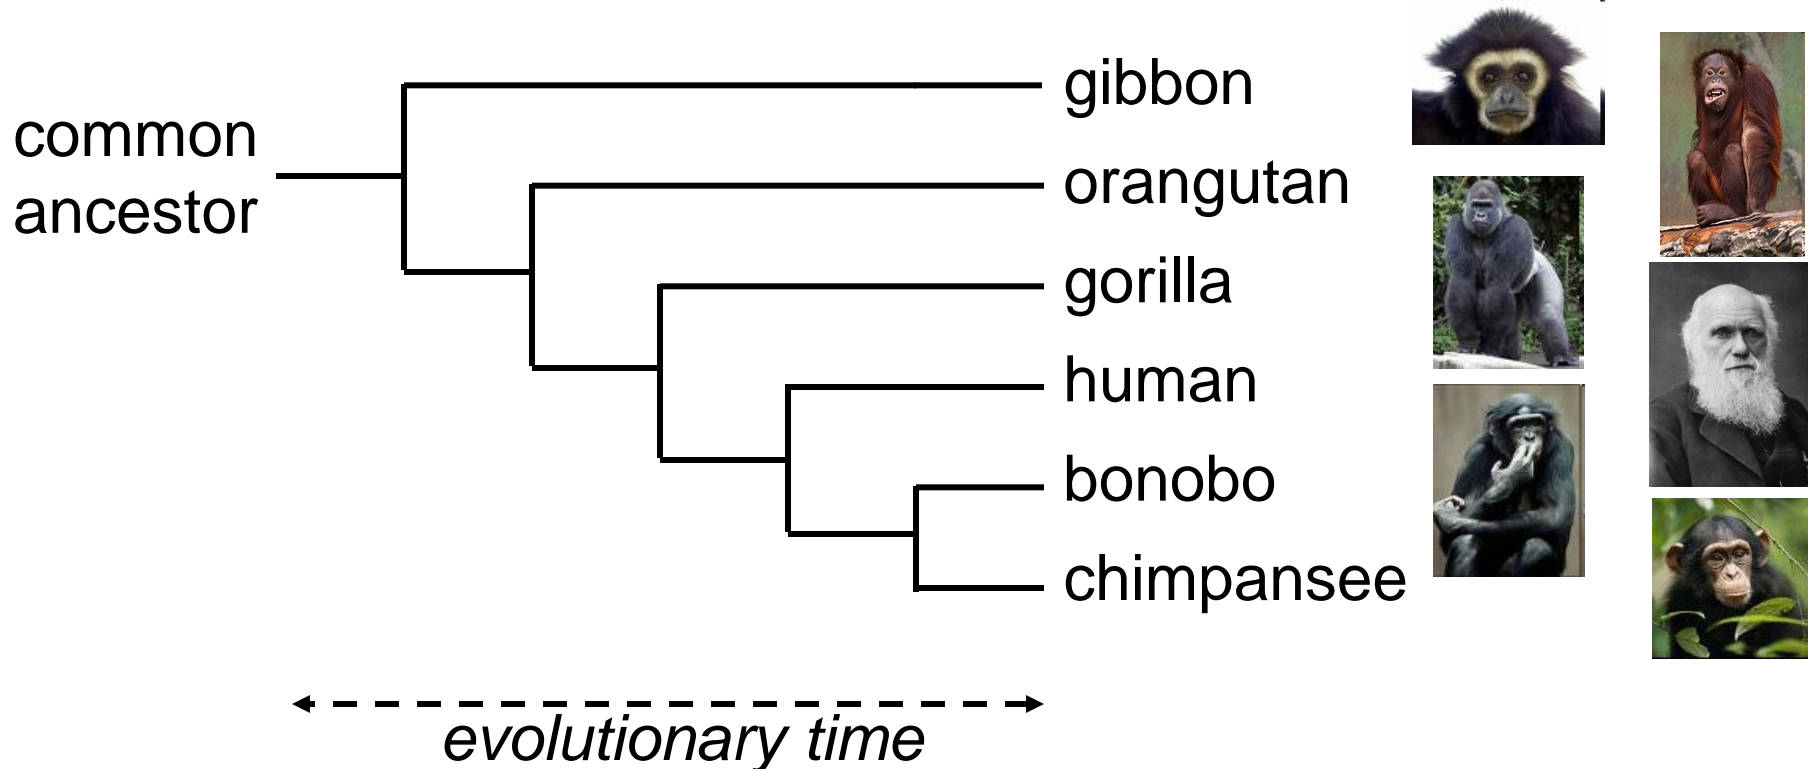 common
ancestor
gibbon
orangutan
gorilla
human
bonobo
chimpansee
evolutionary time